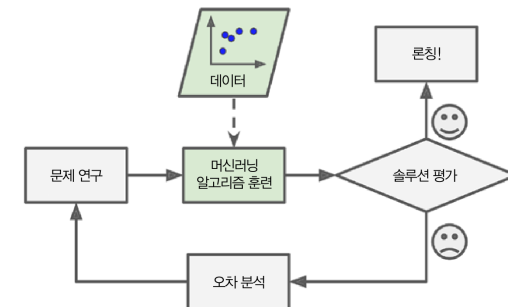 론칭!
데이터
문제 연구
머신러닝
알고리즘 훈련
솔루션 평가
오차 분석